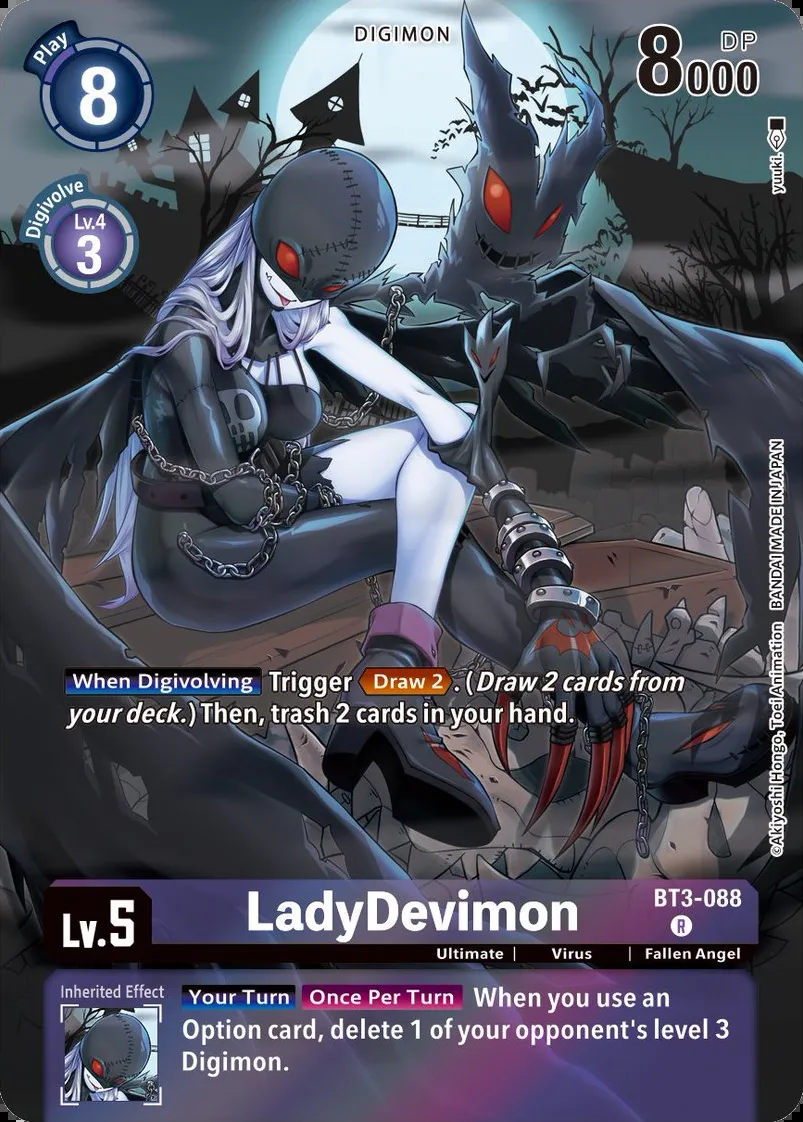 Play
8
DIGIMON
8000
DP
Digivolve
Lv.4
3
yuuki.
When Digivolving Trigger Draw 2. (Draw 2 cards from
your deck.) Then, trash 2 cards in your hand.
©Akiyoshi Hongo, Toei Animation BANDAI MADE IN JAPAN
Lv.5
LadyDevimon
BT3-088
R
Ultimate | Virus | Fallen Angel
Inherited Effect
Your Turn Once Per Turn When you use an
Option card, delete 1 of your opponent's level 3
Digimon.